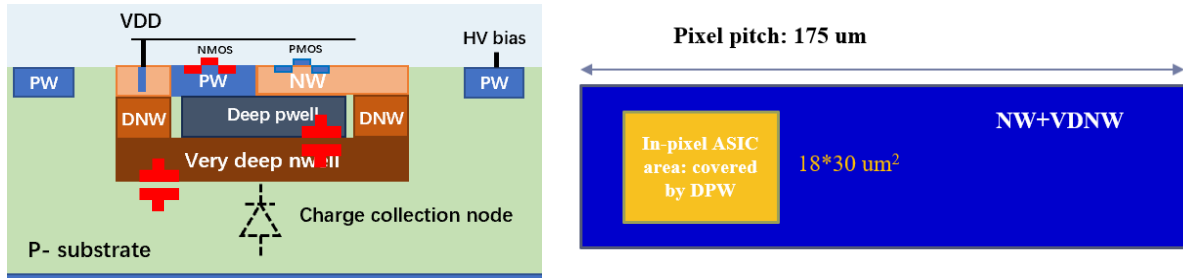 VDD
NMOS
PMOS
HV bias
PW
PW
NW
PW
DNW
Deep pwell
DNW
Very deep nwell
Charge collection node
P- substrate
Pixel pitch: 175 um
NW+VDNW
In-pixel ASIC
area: covered
by DPW
18*30 um²